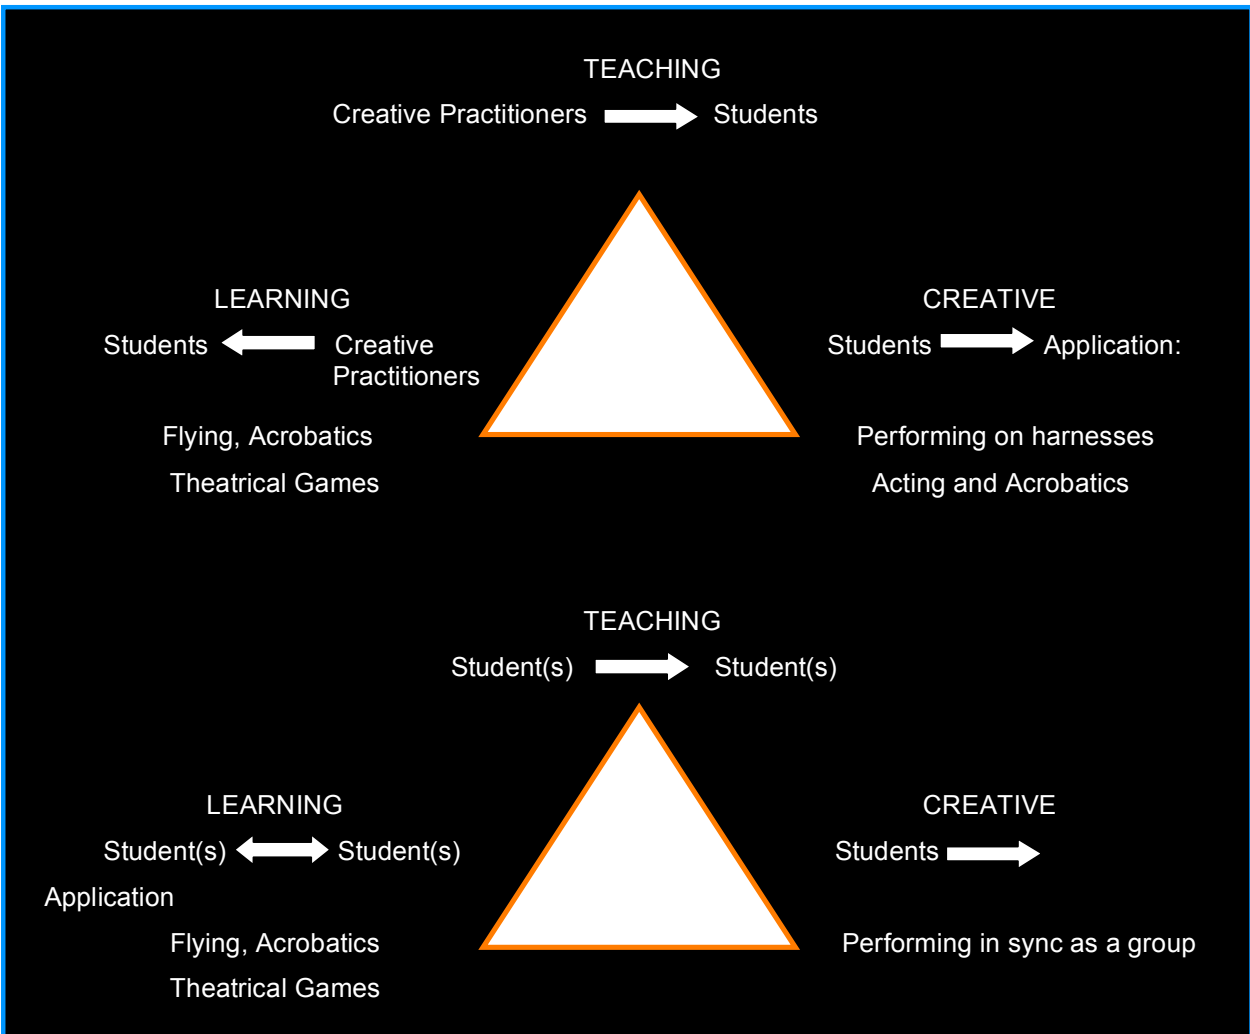 TEACHING
Creative Practitioners Students
LEARNING
Students Creative
Practitioners
Flying, Acrobatics
Theatrical Games
CREATIVE
Students Application:
Performing on harnesses
Acting and Acrobatics
TEACHING
Student(s) Student(s)
LEARNING
Student(s) Student(s)
Application
Flying, Acrobatics
Theatrical Games
CREATIVE
Students
Performing in sync as a group